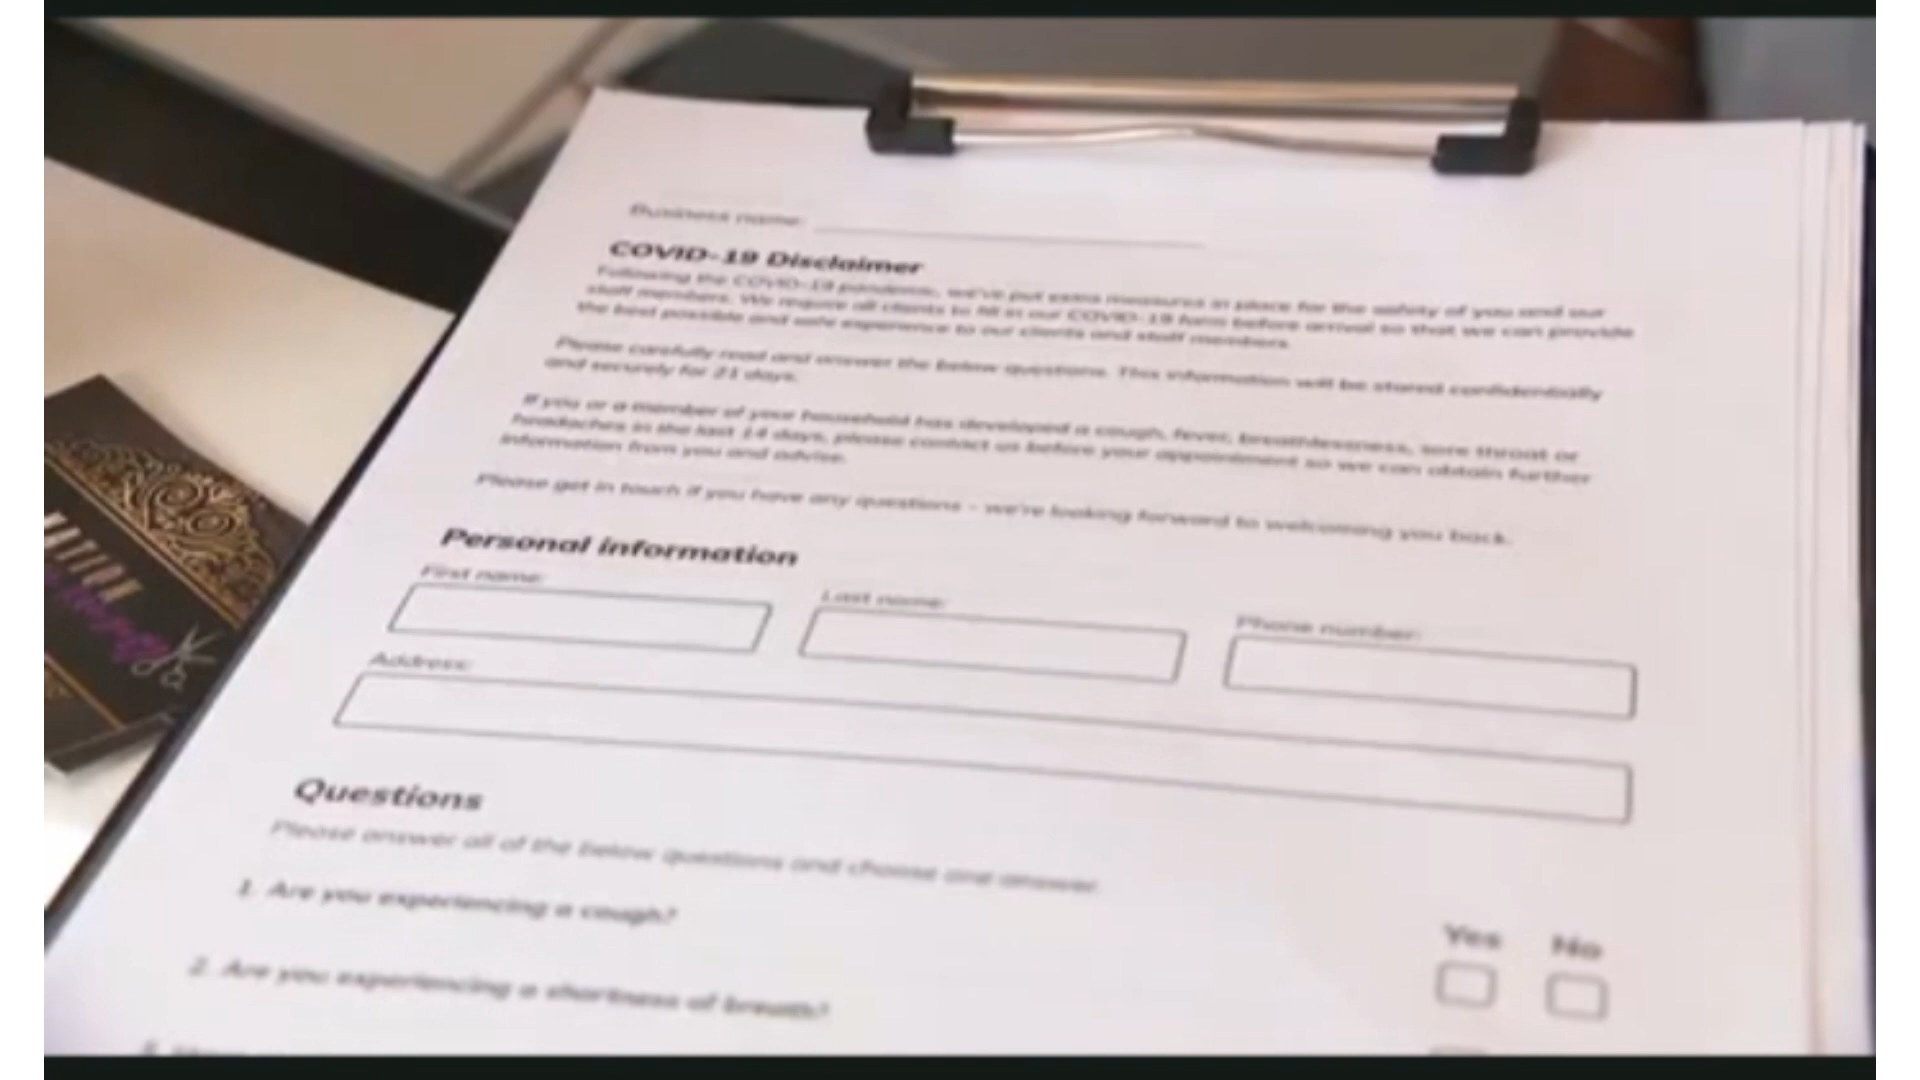 Business name:
COVID-19 Disclaimer
Following the COVID-19 pandemic, we've put extra measures in place for the safety of you and our
staff members. We require all clients to fill in our COVID-19 form before arrival so that we can provide
the best possible and safe experience to our clients and staff members.
Please carefully read and answer the below questions. This information will be stored confidentially
and securely for 21 days.
If you or a member of your household has developed a cough, fever, breathlessness, sore throat or
headaches in the last 14 days, please contact us before your appointment so we can obtain further
information from you and advise.
Please get in touch if you have any questions - we're looking forward to welcoming you back.
Personal information
First name:
Last name:
Phone number:
Address:
Questions
Please answer all of the below questions and choose one answer.
Yes No
1. Are you experiencing a cough?
2. Are you experiencing a shortness of breath?